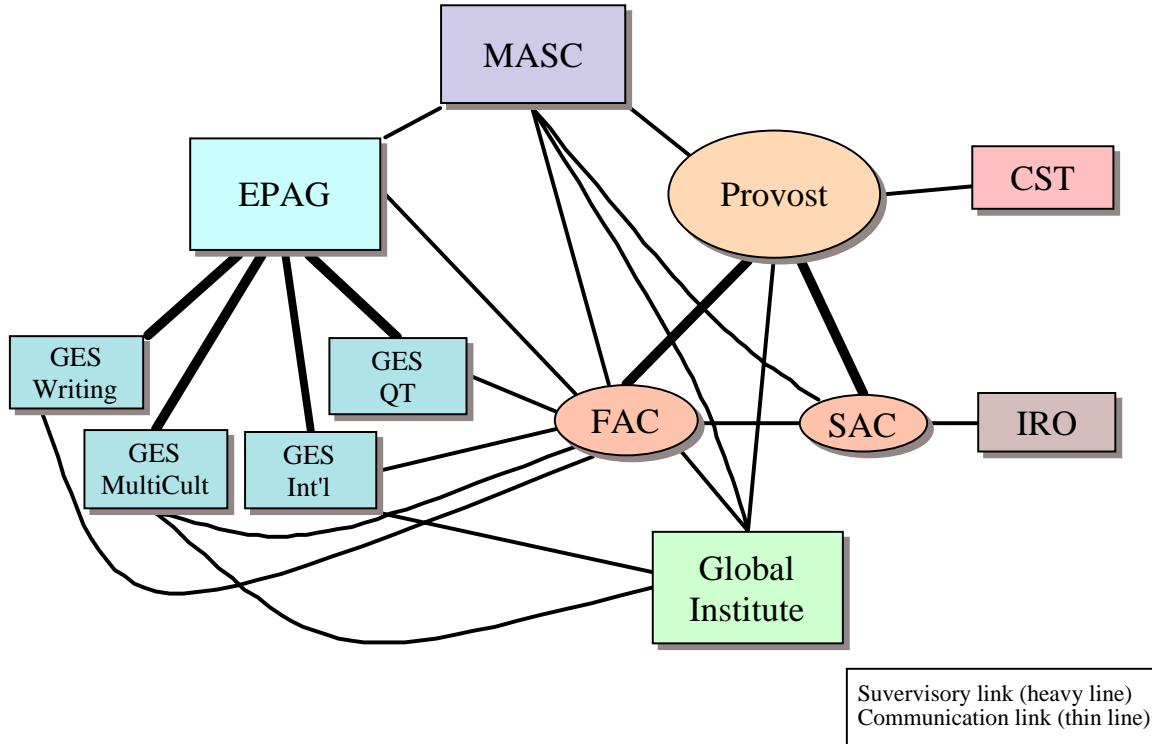 MASC
EPAG
Provost
CST
GES
Writing
GES
QT
GES
MultiCult
GES
Int'l
FAC
SAC
IRO
Global
Institute
Suvervisory link (heavy line)
Communication link (thin line)